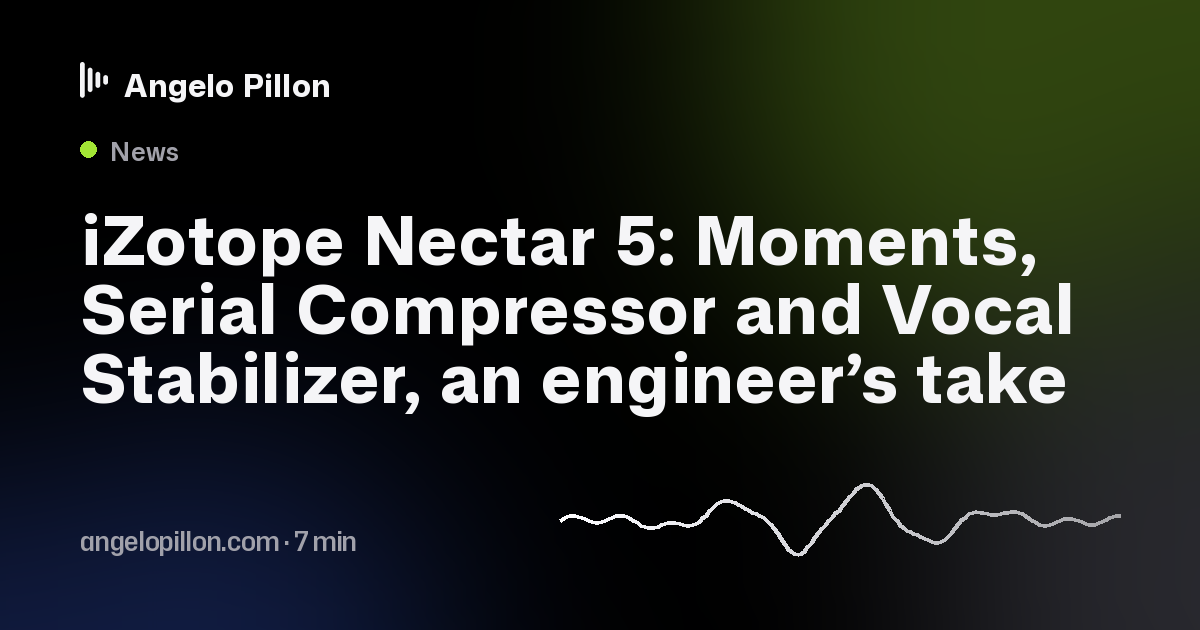 Angelo Pillon
News
iZotope Nectar 5: Moments,
Serial Compressor and Vocal
Stabilizer, an engineer’s take
angelopillon.com · 7 min